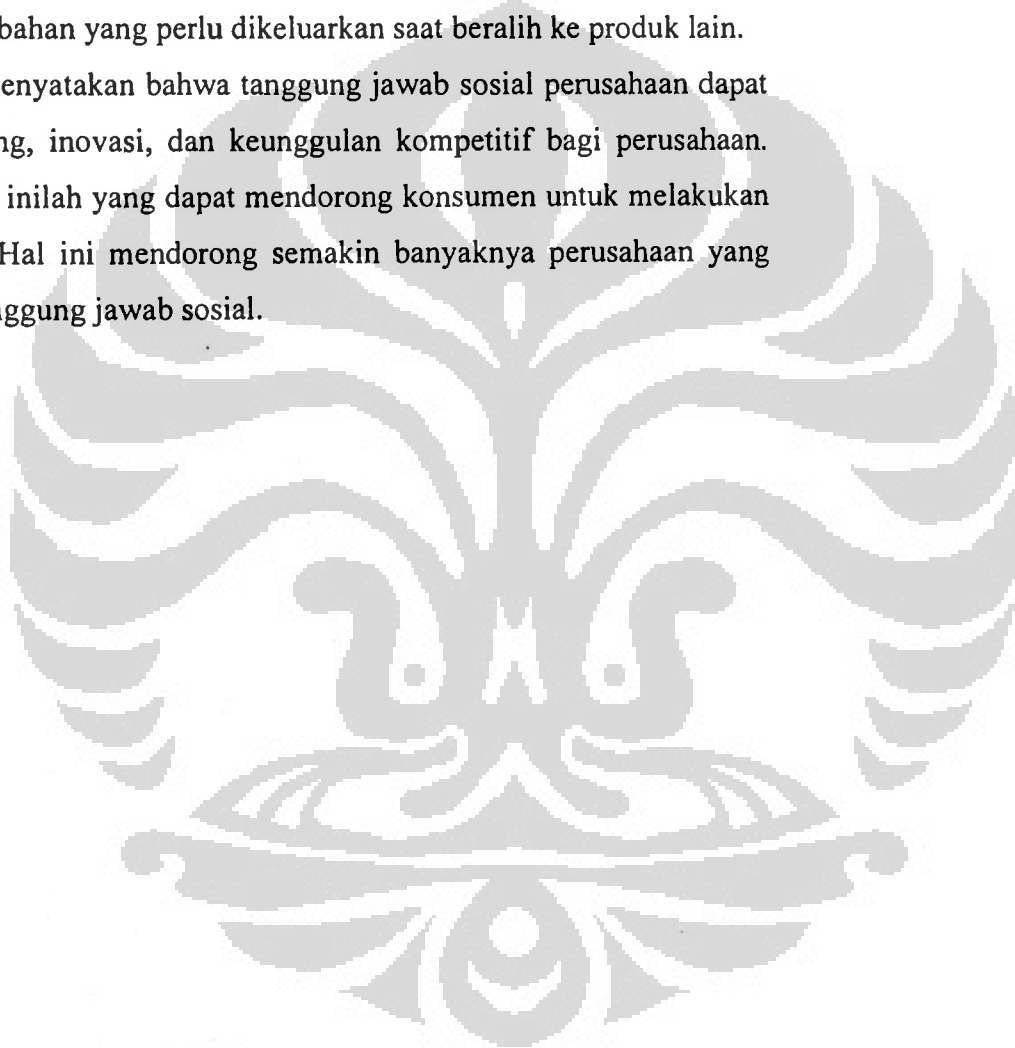 bahan yang perlu dikeluarkan saat beralih ke produk lain.
enyatakan bahwa tanggung jawab sosial perusahaan dapat
ng, inovasi, dan keunggulan kompetitif bagi perusahaan.
inilah yang dapat mendorong konsumen untuk melakukan
Hal ini mendorong semakin banyaknya perusahaan yang
ggung jawab sosial.